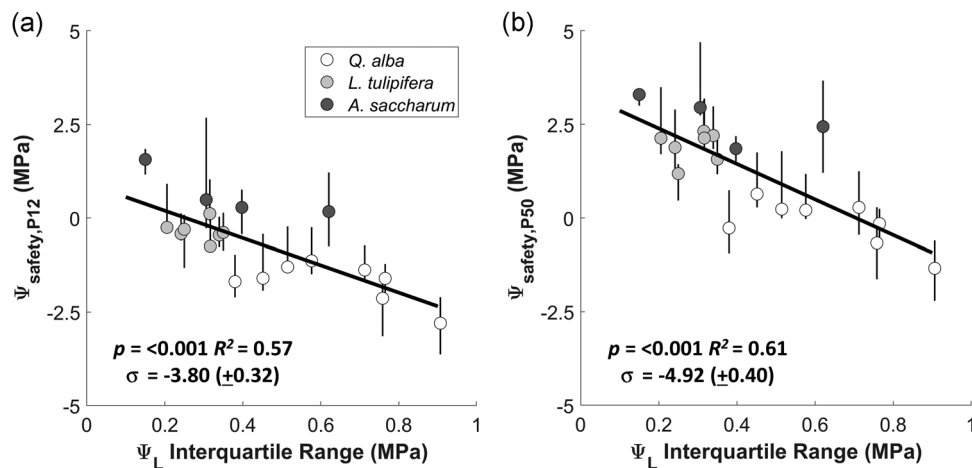 (a)
(b)
5
2.5
0
-2.5
-5
Ψsafety,P12 (MPa)
Q. alba
L. tulipifera
A. saccharum
p = <0.001 R² = 0.57
σ = -3.80 (±0.32)
0 0.2 0.4 0.6 0.8 1
ΨL Interquartile Range (MPa)
5
2.5
0
-2.5
-5
Ψsafety,P50 (MPa)
p = <0.001 R² = 0.61
σ = -4.92 (±0.40)
0 0.2 0.4 0.6 0.8 1
ΨL Interquartile Range (MPa)